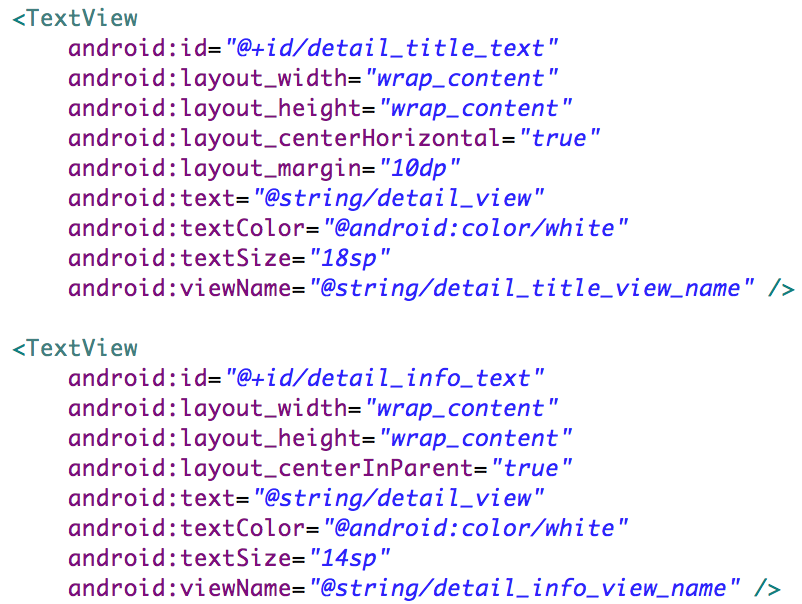 <TextView
    android:id="@+id/detail_title_text"
    android:layout_width="wrap_content"
    android:layout_height="wrap_content"
    android:layout_centerHorizontal="true"
    android:layout_margin="10dp"
    android:text="@string/detail_view"
    android:textColor="@android:color/white"
    android:textSize="18sp"
    android:viewName="@string/detail_title_view_name" />

<TextView
    android:id="@+id/detail_info_text"
    android:layout_width="wrap_content"
    android:layout_height="wrap_content"
    android:layout_centerInParent="true"
    android:text="@string/detail_view"
    android:textColor="@android:color/white"
    android:textSize="14sp"
    android:viewName="@string/detail_info_view_name" />